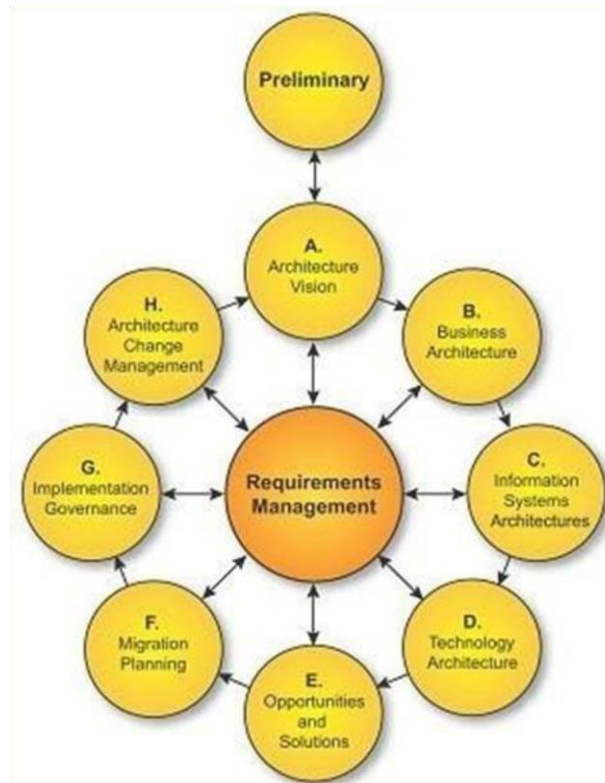 Preliminary
A.
Architecture
Vision
B.
Business
Architecture
C.
Information
Systems
Architectures
D.
Technology
Architecture
E.
Opportunities
and
Solutions
F.
Migration
Planning
G.
Implementation
Governance
H.
Architecture
Change
Management
Requirements
Management